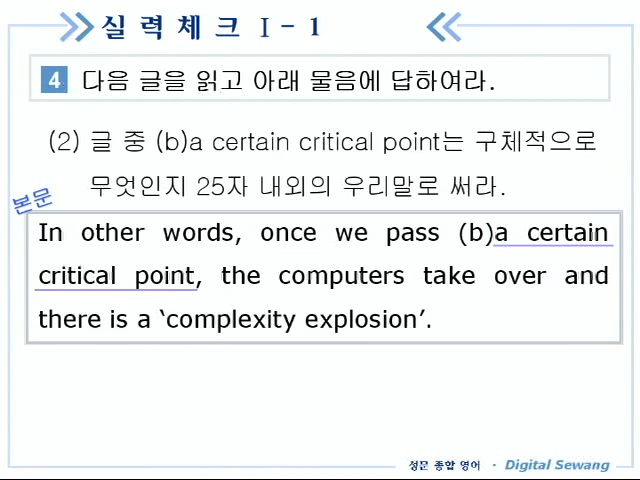 실 력 체 크 Ⅰ - 1
4 다음 글을 읽고 아래 물음에 답하여라.
(2) 글 중 (b)a certain critical point는 구체적으로
무엇인지 25자 내외의 우리말로 써라.
본문
In other words, once we pass (b)a certain
critical point, the computers take over and
there is a ‘complexity explosion’.
정문 종합 영어 · Digital Sewang